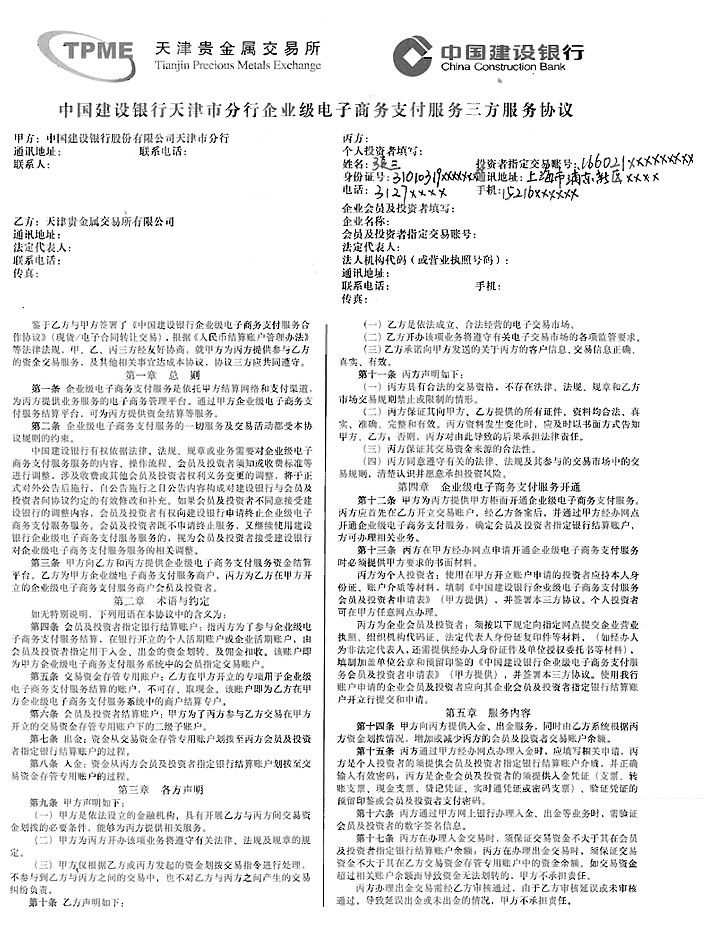 TPME
天津贵金属交易所
Tianjin Precious Metals Exchange
中国建设银行
China Construction Bank
中国建设银行天津市分行企业级电子商务支付服务三方服务协议
甲方：中国建设银行股份有限公司天津市分行
通讯地址： 联系电话：
联系人：
乙方：天津贵金属交易所有限公司
通讯地址：
法定代表人：
联系电话：
传真：
丙方：
个人投资者填写：
姓名：张三 投资者指定交易账号：166021xxxxxxxxx
身份证号：31010319xxxxxx 通讯地址：上海市浦东新区xxxx
电话：3127xxxx 手机：15216xxxxxx
企业会员及投资者填写：
企业名称：
会员及投资者指定交易账号：
法定代表人：
法人机构代码（或营业执照号码）：
通讯地址：
联系电话： 手机：
传真：
鉴于乙方与甲方签署了《中国建设银行企业级电子商务支付服务合
作协议》（现货/电子合同转让交易），根据《人民币结算账户管理办法》
等法律法规，甲、乙、丙三方经友好协商，就甲方为丙方提供参与乙方
的资金交易服务，及其他相关事宜达成本协议，协议三方应共同遵守。
第一章 总 则
第一条 企业级电子商务支付服务是依托甲方结算网络和支付渠道，
为丙方提供业务服务的电子商务管理平台。通过甲方企业级电子商务支
付服务结算平台，可为丙方提供资金结算等服务。
第二条 企业级电子商务支付服务的一切服务及交易活动都受本协
议规则的约束。
中国建设银行有权依据法律、法规、规章或业务需要对企业级电子
商务支付服务服务的内容、操作流程、会员及投资者须知或收费标准等
进行调整，涉及收费或其他会员及投资者权利义务变更的调整，将于正
式对外公告后施行，自公告施行之日公告内容构成对建设银行与会员及
投资者间协议约定的有效修改和补充。如果会员及投资者不同意接受建
设银行的调整内容，会员及投资者有权向建设银行申请终止企业级电子
商务支付服务服务，会员及投资者既不申请终止服务，又继续使用建设
银行企业级电子商务支付服务服务的，视为会员及投资者接受建设银行
对企业级电子商务支付服务服务的相关调整。
第三条 甲方向乙方和丙方提供企业级电子商务支付服务资金结算
平台。乙方为甲方企业级电子商务支付服务商户，丙方为乙方在甲方开
立的企业级电子商务支付服务商户会员及投资者。
第二章 术语与约定
如无特别说明，下列用语在本协议中的含义为：
第四条 会员及投资者指定银行结算账户：指丙方为了参与企业级电
子商务支付服务结算，在银行开立的个人活期账户或企业活期账户，由
会员及投资者指定用于入金、出金的资金划转、及佣金扣收。该账户即
为甲方企业级电子商务支付服务系统中的会员指定交易账户。
第五条 交易资金存管专用账户：乙方在甲方开立的专项用于企业级
电子商务支付服务结算的账户，不可存、取现金。该账户即为乙方在甲
方企业级电子商务支付服务系统中的商户结算专户。
第六条 会员及投资者结算账户：甲方为了丙方参与乙方交易在甲方
开立的交易资金存管专用账户下的二级子账户。
第七条 出金：资金从交易资金存管专用账户划拨至丙方会员及投资
者指定银行结算账户的过程。
第八条 入金：资金从丙方会员及投资者指定银行结算账户划拨至交
易资金存管专用账户的过程。
第三章 各方声明
第九条 甲方声明如下：
（一）甲方是依法设立的金融机构，具有开展乙方与丙方间交易资
金划拨的必要条件，能够为丙方提供相关服务。
（二）甲方为丙方开办该项业务将遵守有关法律、法规及规章的规
定。
（三）甲方仅根据乙方或丙方发起的资金划拨交易指令进行处理，
不参与到乙方与丙方之间的交易中，也不对乙方与丙方之间产生的交易
纠纷负责。
第十条 乙方声明如下：
（一）乙方是依法成立、合法经营的电子交易市场。
（二）乙方开办该项业务将遵守有关电子交易市场的各项监管要求。
（三）乙方承诺向甲方发送的关于丙方的客户信息、交易信息正确、
真实、有效。
第十一条 丙方声明如下：
（一）丙方具有合法的交易资格，不存在法律、法规、规章和乙方
市场交易规则禁止或限制的情形。
（二）丙方保证其向甲方、乙方提供的所有证件、资料均合法、真
实、准确、完整和有效。丙方资料发生变化时，应及时以书面方式告知
甲方、乙方；否则，丙方对由此导致的后果承担法律责任。
（三）丙方保证其交易资金来源的合法性。
（四）丙方同意遵守有关的法律、法规及其参与的交易市场中的交
易规则，清楚认识并愿意承担投资风险。
第四章 企业级电子商务支付服务开通
第十二条 甲方为丙方提供甲方柜面开通企业级电子商务支付服务。
丙方应首先在乙方开立交易账户，经乙方备案后，并通过甲方经办网点
开通企业级电子商务支付服务，确定会员及投资者指定银行结算账户，
方可办理相关业务。
第十三条 丙方在甲方经办网点申请开通企业级电子商务支付服务
时必须提供甲方要求的书面材料。
丙方为个人投资者：使用在甲方开立账户申请的投资者应持本人身
份证、账户介质等材料，填制《中国建设银行企业级电子商务支付服务
会员及投资者申请表》（甲方提供），并签署本三方协议。个人投资者
可在甲方任意网点办理。
丙方为企业会员及投资者：须按以下规定向指定网点提交企业营业
执照、组织机构代码证、法定代表人身份证复印件等材料，（如经办人
为非法定代表人，还需提供经办人身份证件及单位授权委托书等材料），
填制加盖单位公章和预留印鉴的《中国建设银行企业级电子商务支付服
务会员及投资者申请表》（甲方提供），并签署本三方协议。使用我行
账户申请的企业会员及投资者应向其企业会员及投资者指定银行结算账
户开立行提交和申请。
第五章 服务内容
第十四条 甲方向丙方提供入金、出金服务，同时由乙方系统根据丙
方资金划拨情况，增加或减少丙方的会员及投资者交易账户余额。
第十五条 丙方通过甲方经办网点办理入金时，应填写相关申请，丙
方是个人投资者的须提供会员及投资者指定银行结算账户介质，并正确
输入有效密码；丙方是企业会员及投资者的须提供入金凭证（支票、转
账支票、现金支票、贷记凭证、实时通凭证或密码支票）、验证凭证的
预留印鉴或会员及投资者支付密码。
第十六条 丙方通过甲方网上银行办理入金、出金等业务时，需验证
会员及投资者的数字签名信息。
第十七条 丙方在办理入金交易时，须保证交易资金不大于其在会员
及投资者指定银行结算账户余额；丙方在办理出金交易时，须保证交易
资金不大于其在乙方交易资金存管专用账户中的资金余额。如交易资金
超过相关账户余额而导致资金无法划转的，甲方不承担责任。
丙方办理出金交易需经乙方审核通过，由于乙方审核延误或未审核
通过，导致延误出金或未出金的情况，甲方不承担责任。